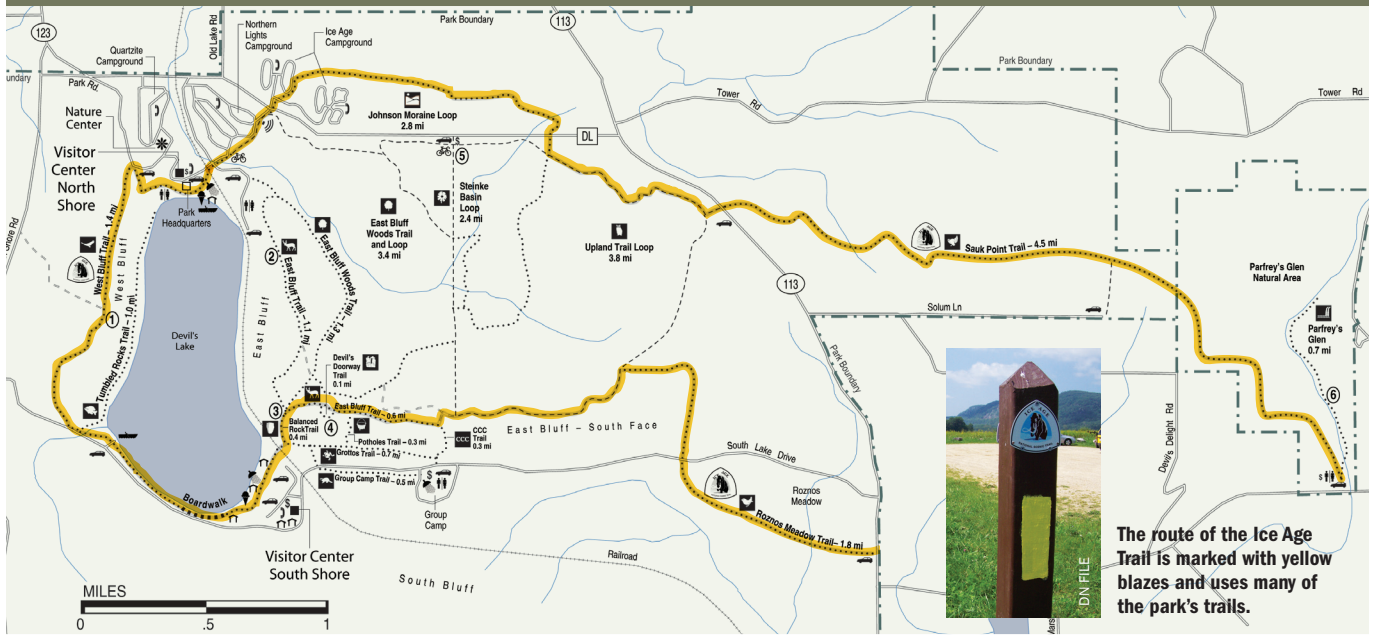 123
Old Lake Rd
Northern
Lights
Campground
Ice Age
Campground
Park Boundary
113
Quartzite
Campground
Park Boundary
undary
Park Rd.
Nature
Center
Johnson Moraine Loop
2.8 mi
Tower
Rd
Tower Rd
DL
Visitor
Center
North
Shore
Park
Headquarters
5
Steinke
Basin
Loop
2.4 mi
East Bluff
Woods Trail
and Loop
3.4 mi
Upland Trail Loop
3.8 mi
Sauk Point Trail – 4.5 mi
Parfrey's Glen
Natural Area
West Bluff Trail – 1.4 mi
West Bluff
2
East Bluff Trail – 1.1 mi
East Bluff Woods Trail – 1.3 mi
East Bluff
113
Solum Ln
Parfrey's
Glen
0.7 mi
1
Tumbled Rocks Trail – 1.0 mi
Devil's
Lake
Park Boundary
Devil's
Doorway
Trail
0.1 mi
6
3
Balanced
RockTrail
0.4 mi
East Bluff Trail – 0.6 mi
4
Potholes Trail – 0.3 mi
CCC
CCC
Trail
0.3 mi
East Bluff – South Face
Devil's Delight Rd
Grottos Trail – 0.7 mi
Group Camp Trail – 0.5 mi
South Lake Drive
Group
Camp
Roznos
Meadow
Roznos Meadow Trail – 1.8 mi
Boardwalk
Visitor Center
South Shore
Railroad
South Bluff
MILES
0 .5 1
ICE AGE
DN FILE
The route of the Ice Age
Trail is marked with yellow
blazes and uses many of
the park's trails.